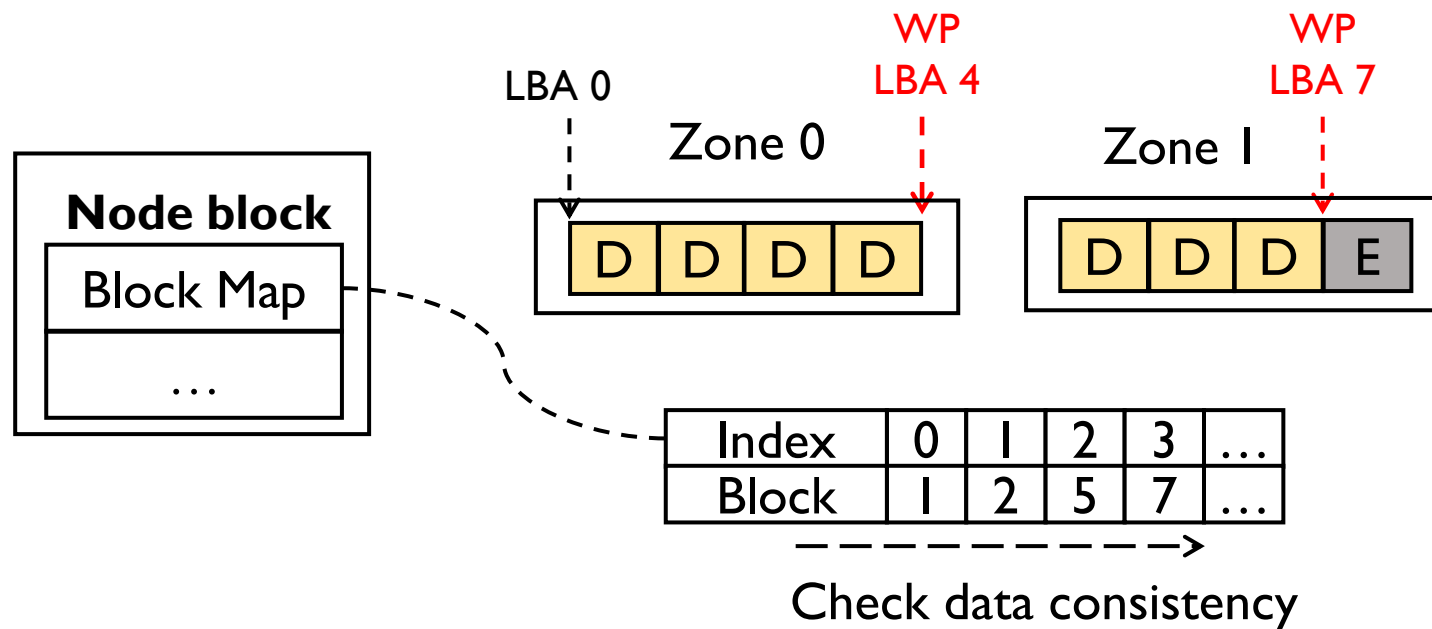 WP
WP
LBA 0
LBA 4
LBA 7
Zone 0
Zone 1
Node block
Block Map
...
D D D D
D D D E
Index 0 1 2 3 ...
Block 1 2 5 7 ...
Check data consistency